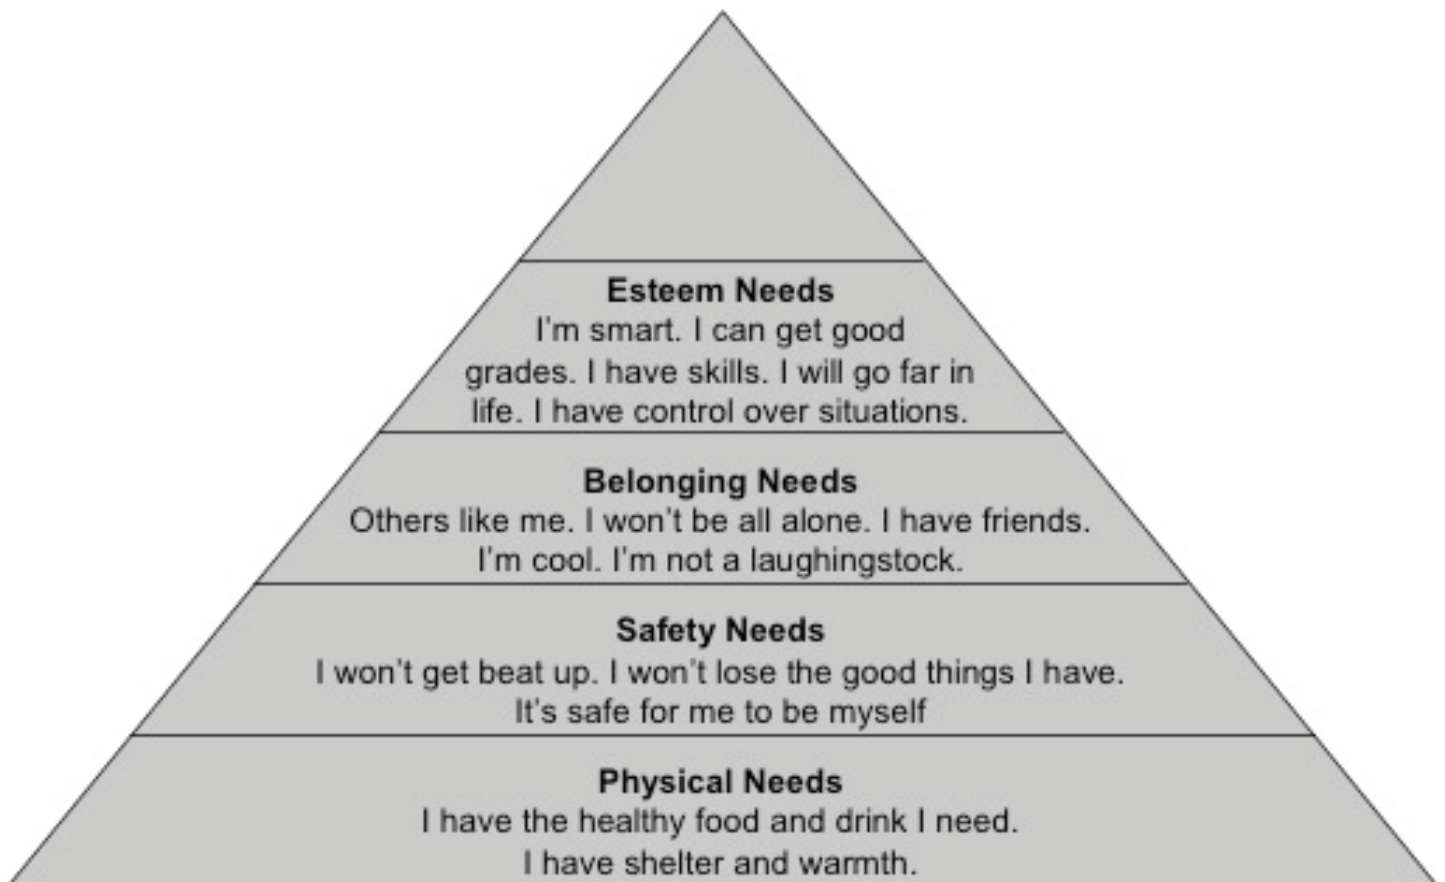 Esteem Needs
I'm smart. I can get good
grades. I have skills. I will go far in
life. I have control over situations.
Belonging Needs
Others like me. I won't be all alone. I have friends.
I'm cool. I'm not a laughingstock.
Safety Needs
I won't get beat up. I won't lose the good things I have.
It's safe for me to be myself
Physical Needs
I have the healthy food and drink I need.
I have shelter and warmth.